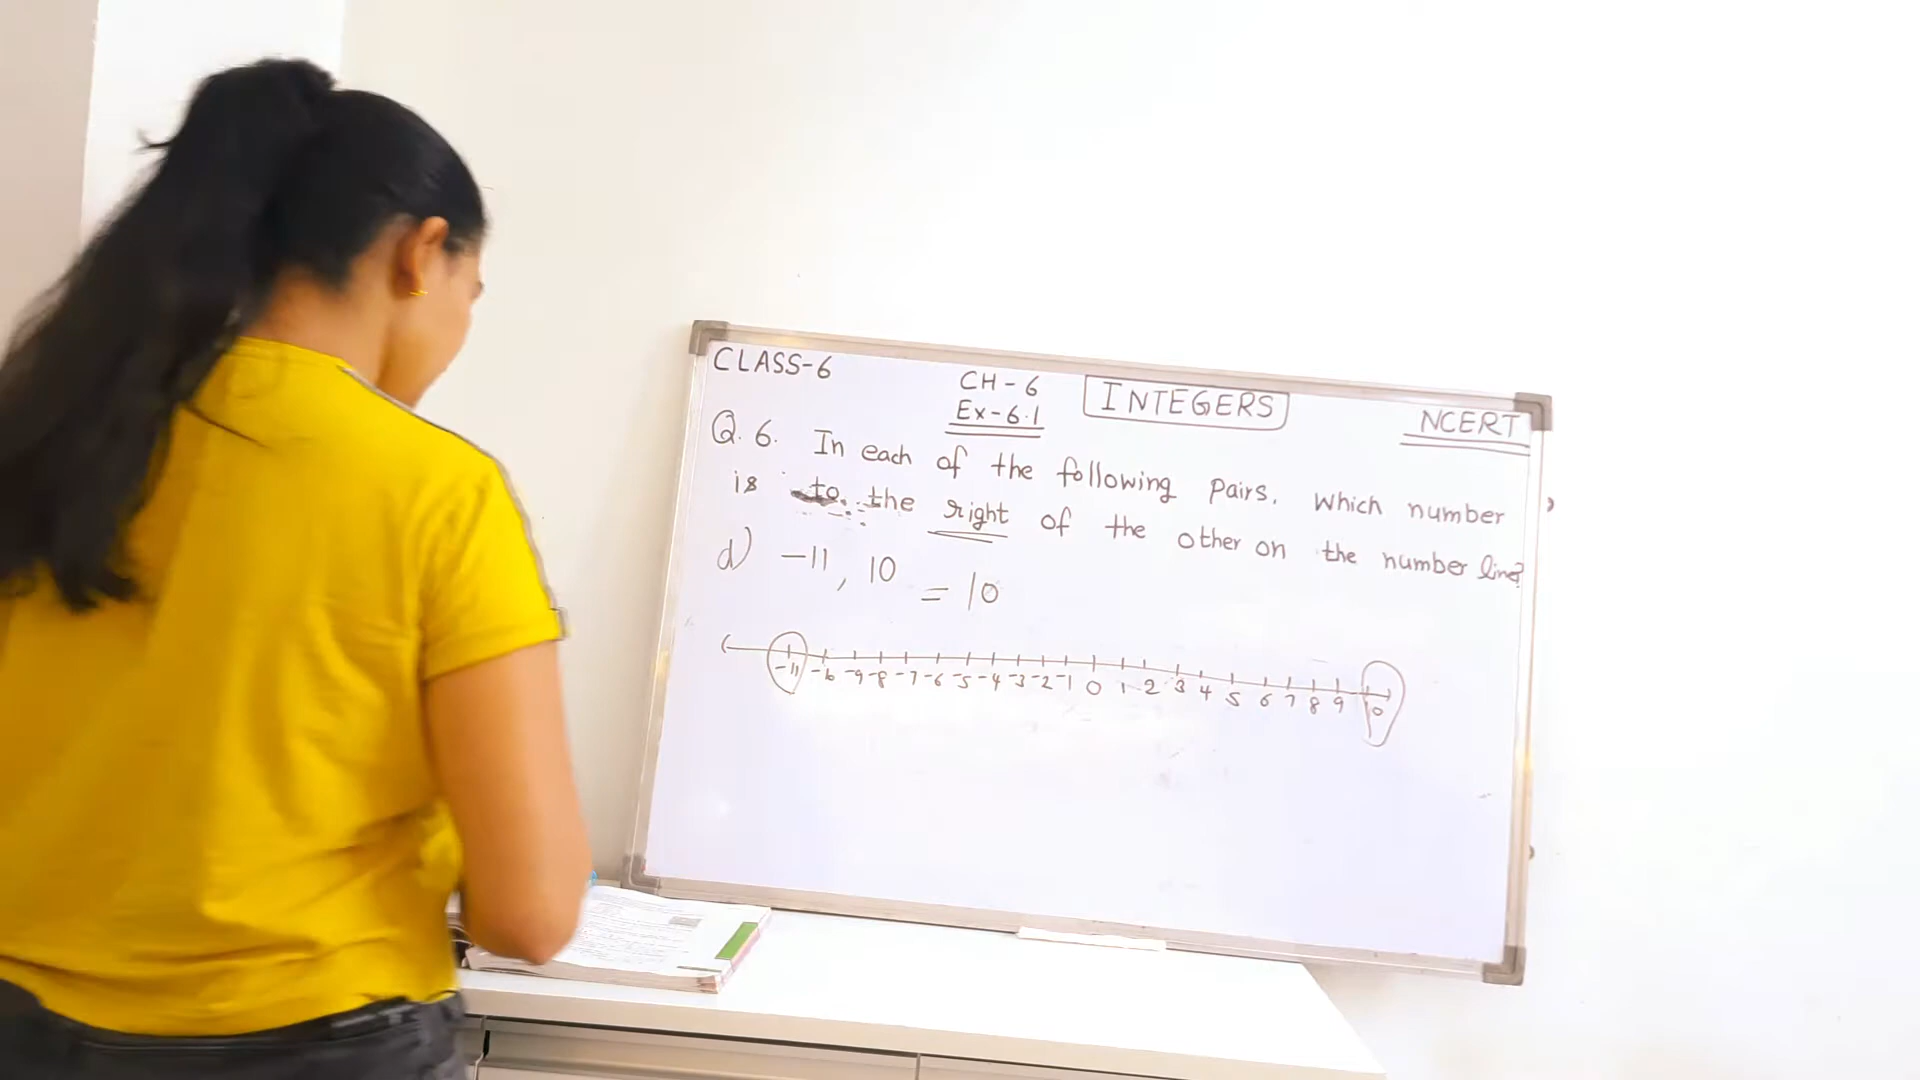 CLASS-6
CH - 6
INTEGERS
Ex-6.1
NCERT
Q.6. In each of the following pairs, which number
is to the right of the other on the number line?
d) -11, 10 = 10
-11 -10 -9 -8 -7 -6 -5 -4 -3 -2 -1 0 1 2 3 4 5 6 7 8 9 10